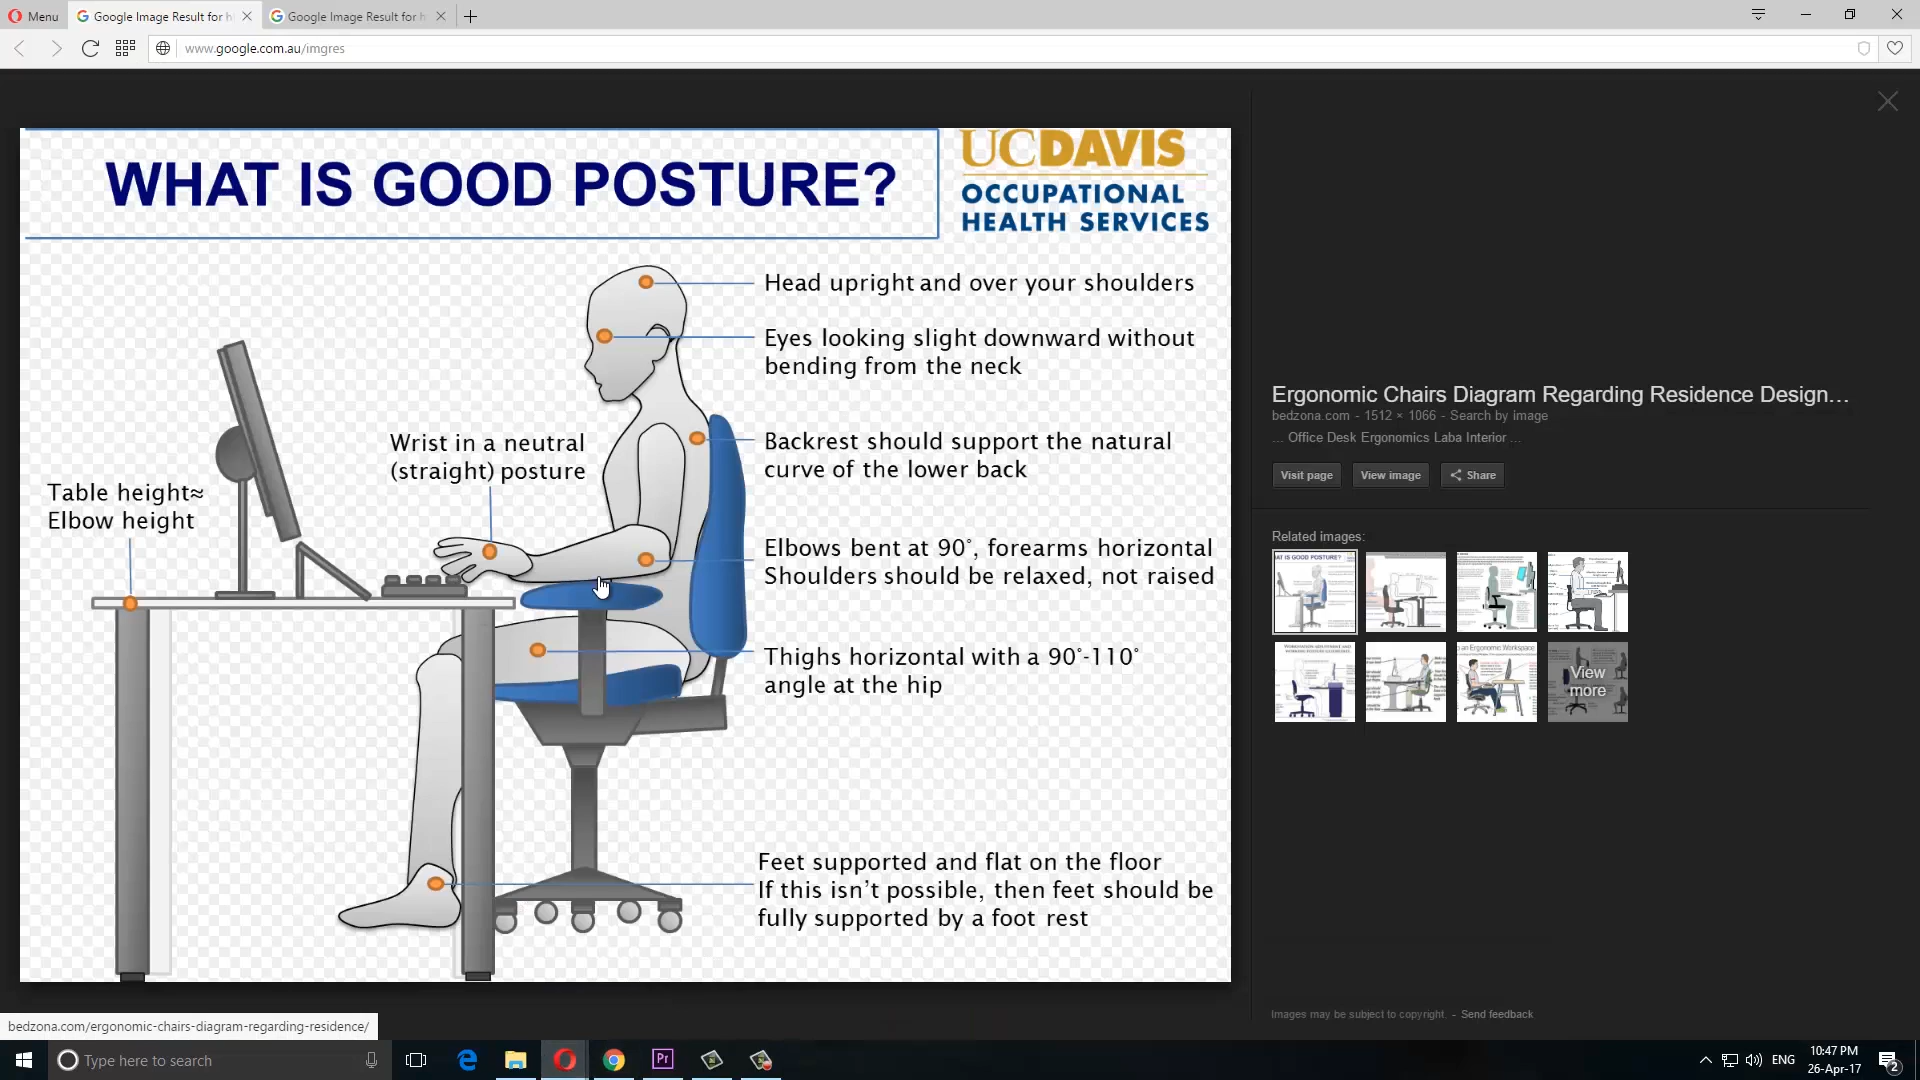 Menu
Google Image Result for h
Google Image Result for h
www.google.com.au/imgres
WHAT IS GOOD POSTURE?
UCDAVIS
OCCUPATIONAL
HEALTH SERVICES
Head upright and over your shoulders
Eyes looking slight downward without
bending from the neck
Backrest should support the natural
curve of the lower back
Wrist in a neutral
(straight) posture
Table height≈
Elbow height
Elbows bent at 90°, forearms horizontal
Shoulders should be relaxed, not raised
Thighs horizontal with a 90°-110°
angle at the hip
Feet supported and flat on the floor
If this isn't possible, then feet should be
fully supported by a foot rest
Ergonomic Chairs Diagram Regarding Residence Design...
bedzona.com - 1512 × 1066 - Search by image
... Office Desk Ergonomics Laba Interior ...
Visit page
View image
Share
Related images:
View
more
Images may be subject to copyright. - Send feedback
bedzona.com/ergonomic-chairs-diagram-regarding-residence/
Type here to search
Pr
ENG
10:47 PM
26-Apr-17
2